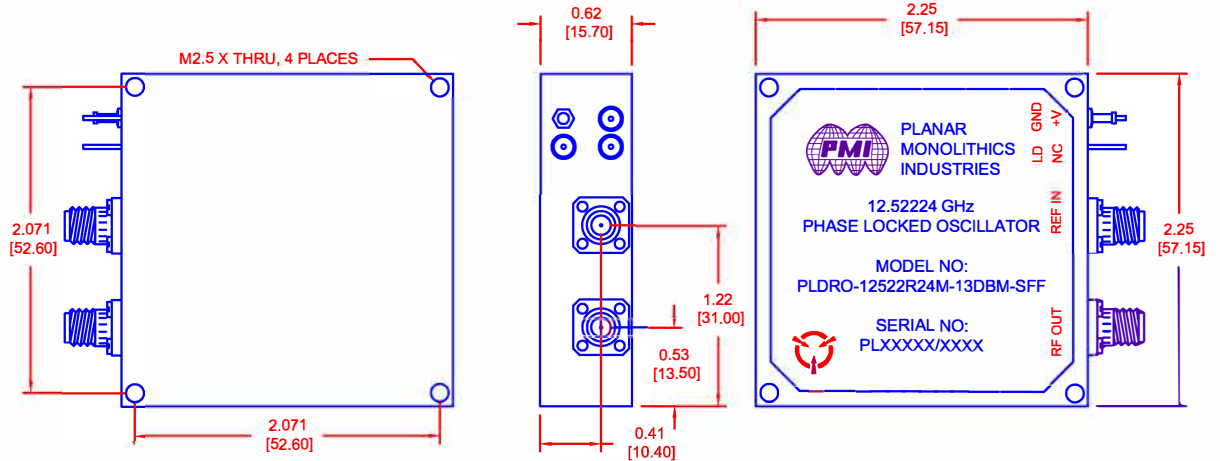 M2.5 X THRU, 4 PLACES
2.071
[52.60]
2.071
[52.60]
0.62
[15.70]
1.22
[31.00]
0.53
[13.50]
0.41
[10.40]
2.25
[57.15]
PMI
PLANAR
MONOLITHICS
INDUSTRIES
LD GND
NC +V
12.52224 GHz
PHASE LOCKED OSCILLATOR
REF IN
MODEL NO:
PLDRO-12522R24M-13DBM-SFF
SERIAL NO:
PLXXXXX/XXXX
RF OUT
2.25
[57.15]